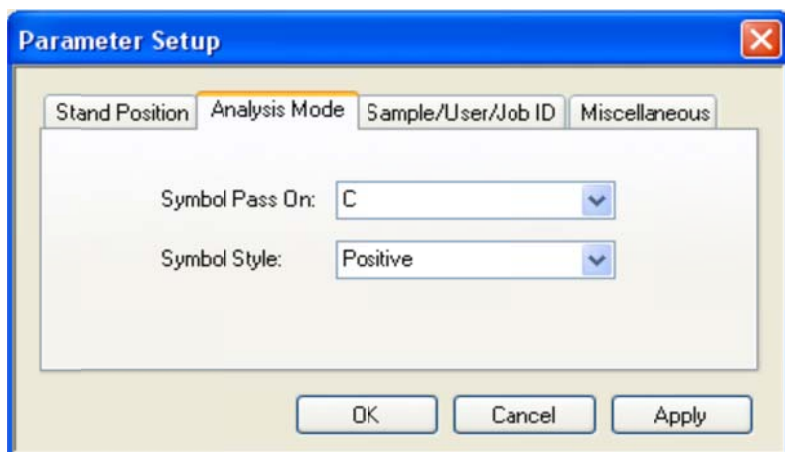 Parameter Setup
Stand Position Analysis Mode Sample/User/Job ID Miscellaneous
Symbol Pass On: C
Symbol Style: Positive
OK Cancel Apply